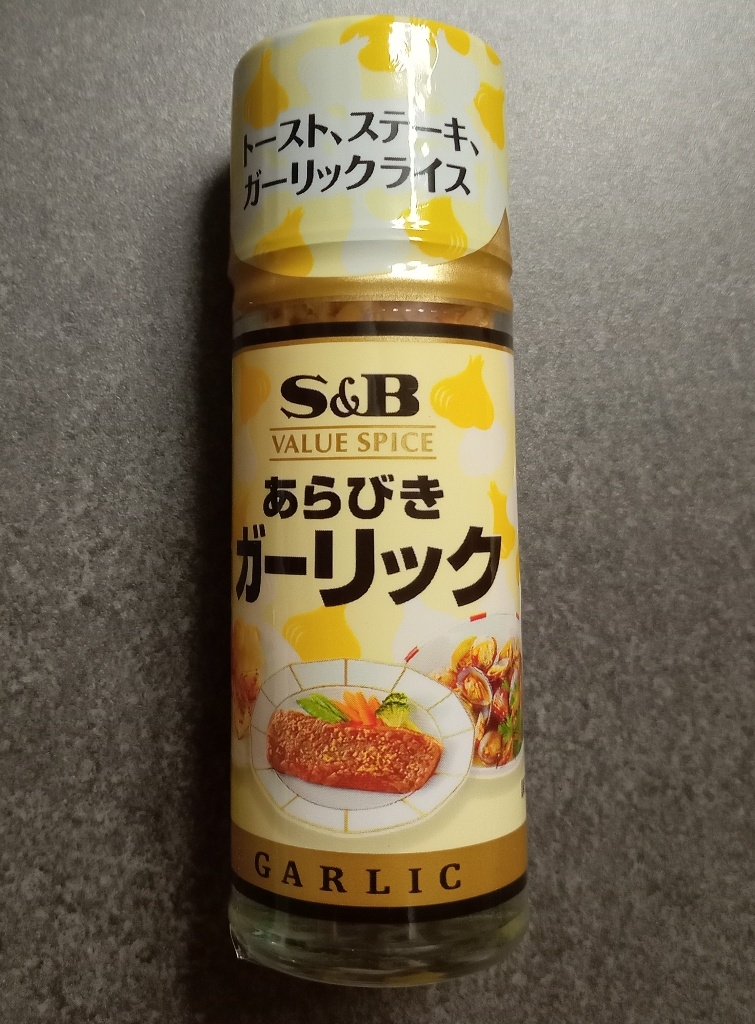 トースト、ステーキ、
ガーリックライス
S&B
VALUE SPICE
あらびき
ガーリック
GARLIC